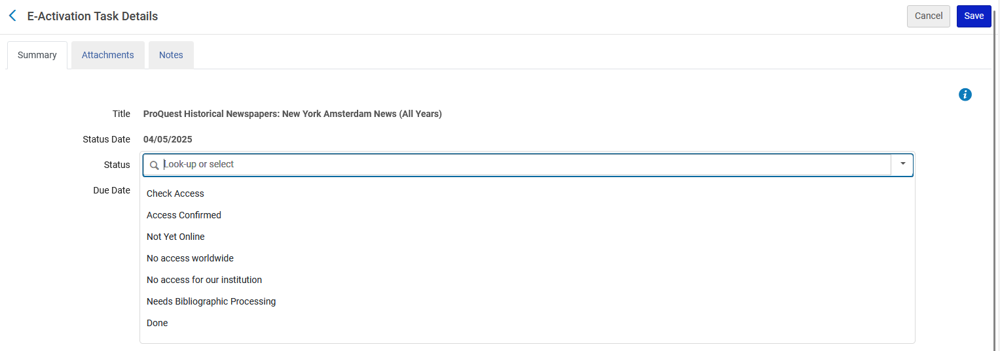 E-Activation Task Details
Cancel
Save
Summary
Attachments
Notes
Title
ProQuest Historical Newspapers: New York Amsterdam News (All Years)
Status Date
04/05/2025
Status
Look-up or select
Due Date
Check Access
Access Confirmed
Not Yet Online
No access worldwide
No access for our institution
Needs Bibliographic Processing
Done